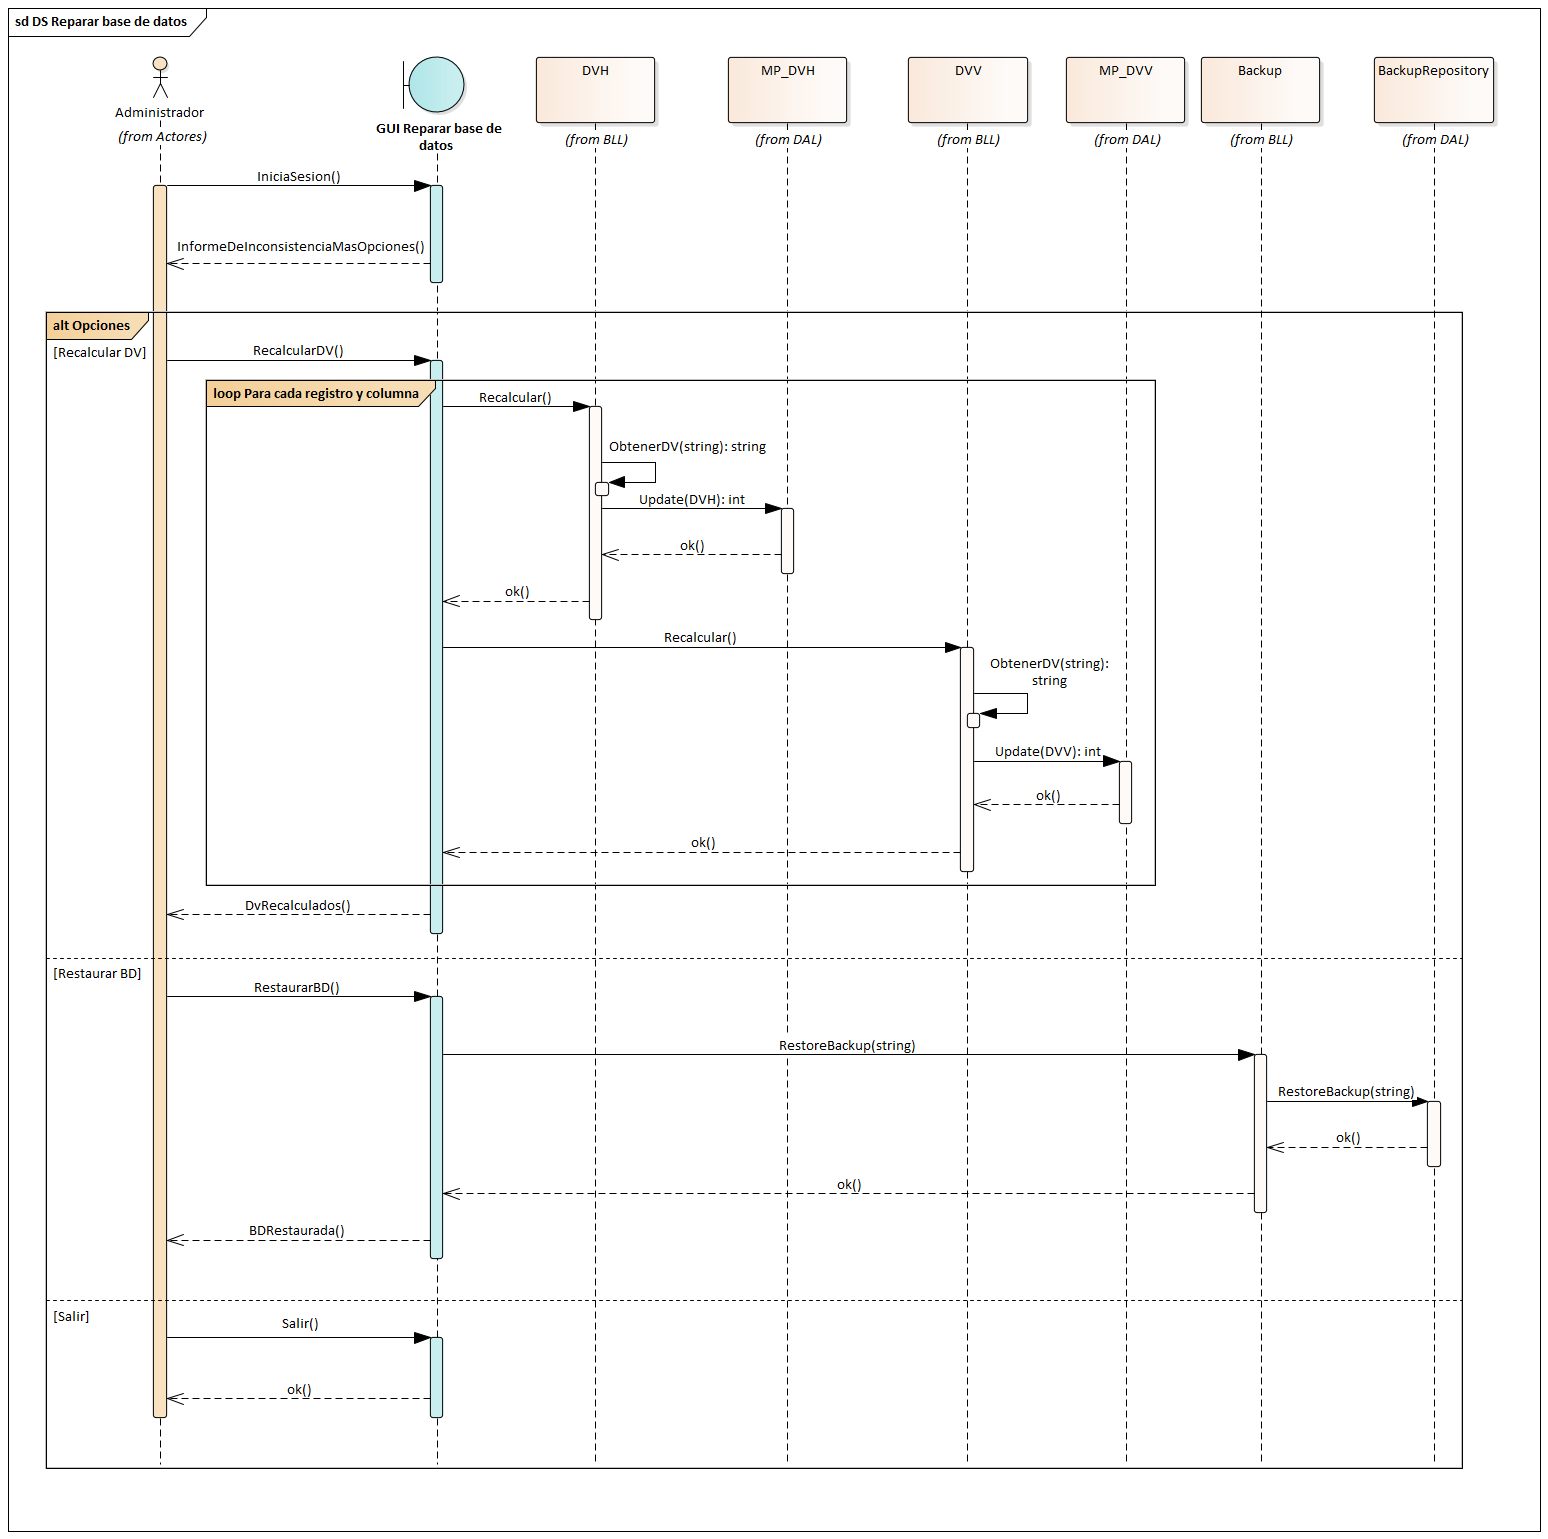 sd DS Reparar base de datos
Administrador
(from Actores)
GUI Reparar base de
datos
DVH
(from BLL)
MP_DVH
(from DAL)
DVV
(from BLL)
MP_DVV
(from DAL)
Backup
(from BLL)
BackupRepository
(from DAL)
IniciaSesion()
InformeDeInconsistenciaMasOpciones()
alt Opciones
[Recalcular DV]
RecalcularDV()
loop Para cada registro y columna
Recalcular()
ObtenerDV(string): string
Update(DVH): int
ok()
ok()
Recalcular()
ObtenerDV(string):
string
Update(DVV): int
ok()
ok()
DvRecalculados()
[Restaurar BD]
RestaurarBD()
RestoreBackup(string)
RestoreBackup(string)
ok()
ok()
BDRestaurada()
[Salir]
Salir()
ok()